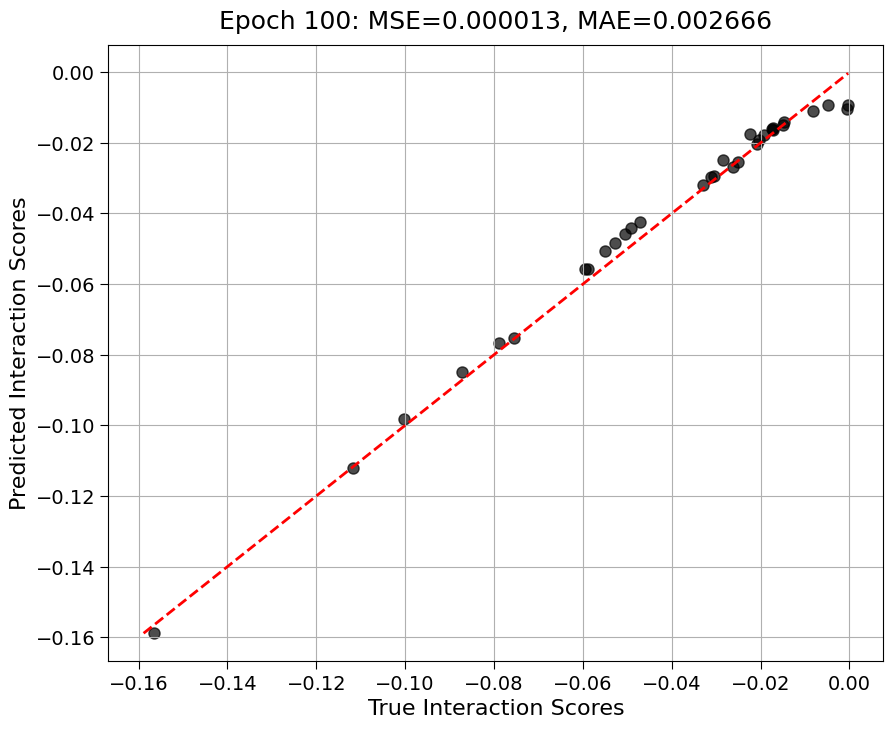 Epoch 100: MSE=0.000013, MAE=0.002666
Predicted Interaction Scores
0.00
−0.02
−0.04
−0.06
−0.08
−0.10
−0.12
−0.14
−0.16
−0.16 −0.14 −0.12 −0.10 −0.08 −0.06 −0.04 −0.02 0.00
True Interaction Scores